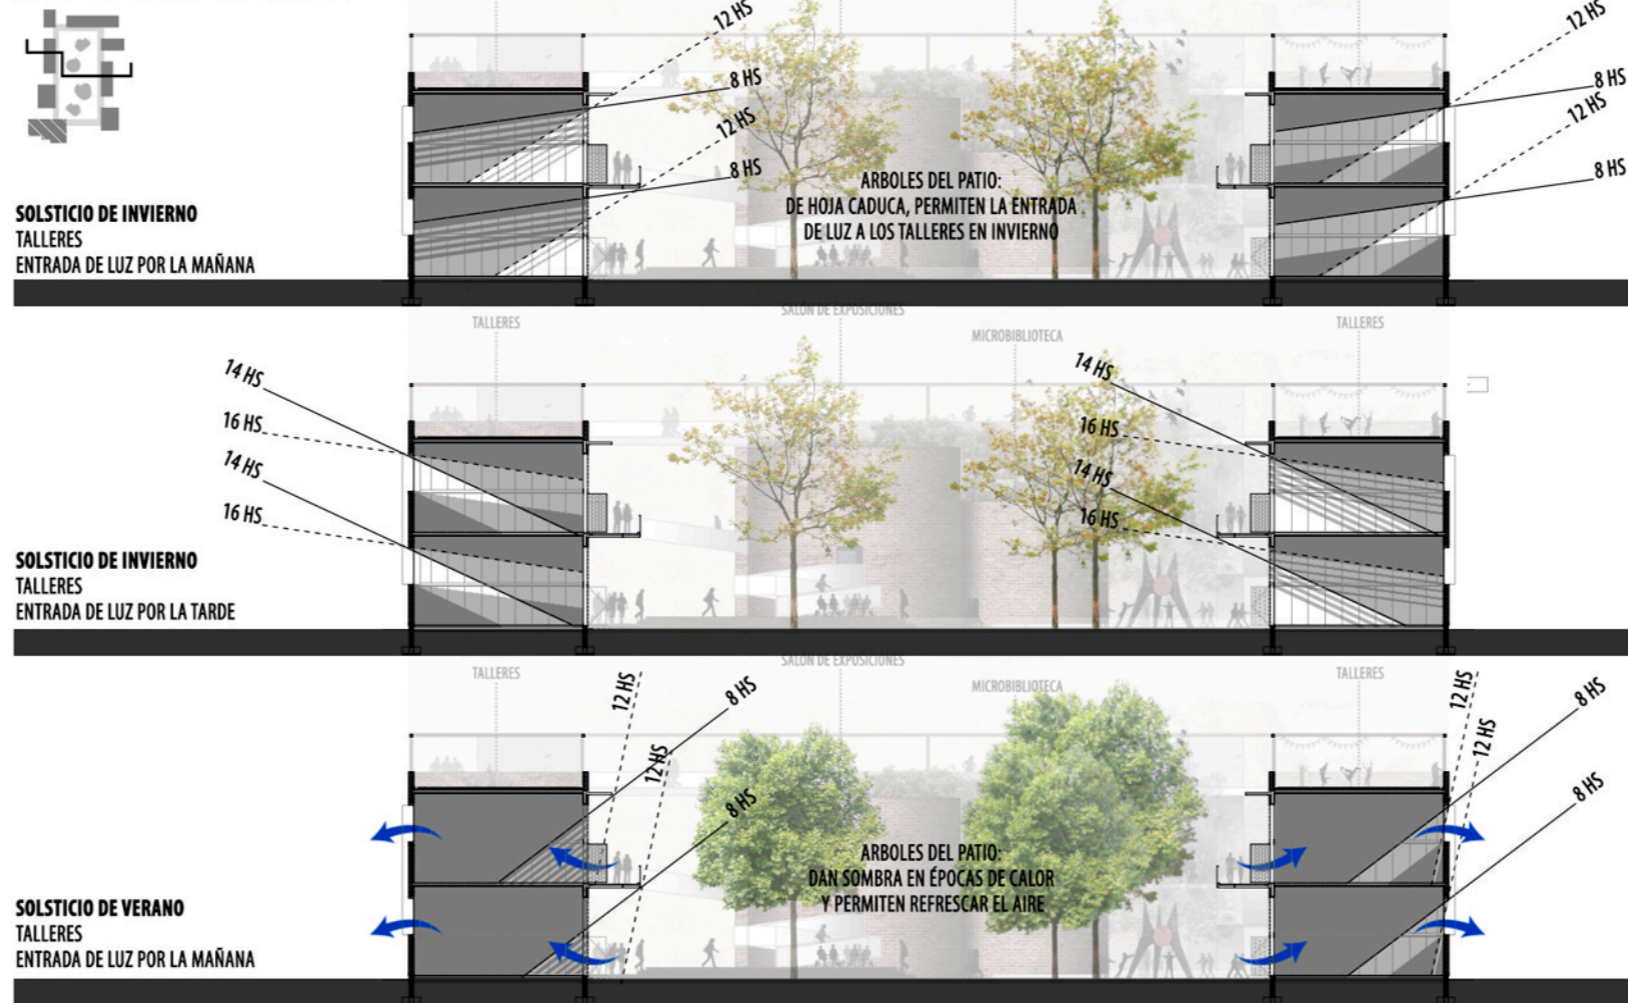 12 HS
8 HS
12 HS
8 HS
12 HS
8 HS
12 HS
8 HS
ARBOLES DEL PATIO:
DE HOJA CADUCA, PERMITEN LA ENTRADA
DE LUZ A LOS TALLERES EN INVIERNO
SOLSTICIO DE INVIERNO
TALLERES
ENTRADA DE LUZ POR LA MAÑANA
TALLERES
SALÓN DE EXPOSICIONES
MICROBIBLIOTECA
TALLERES
14 HS
16 HS
14 HS
16 HS
14 HS
16 HS
14 HS
16 HS
SOLSTICIO DE INVIERNO
TALLERES
ENTRADA DE LUZ POR LA TARDE
TALLERES
SALÓN DE EXPOSICIONES
MICROBIBLIOTECA
TALLERES
12 HS
8 HS
12 HS
8 HS
12 HS
8 HS
12 HS
8 HS
ARBOLES DEL PATIO:
DAN SOMBRA EN ÉPOCAS DE CALOR
Y PERMITEN REFRESCAR EL AIRE
SOLSTICIO DE VERANO
TALLERES
ENTRADA DE LUZ POR LA MAÑANA